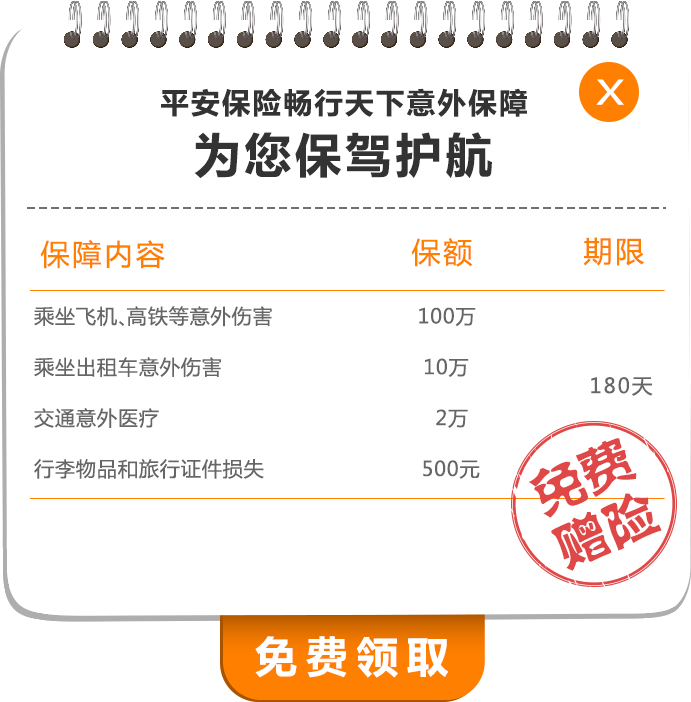 平安保险畅行天下意外保障
X
为您保驾护航
保障内容 保额 期限
乘坐飞机、高铁等意外伤害 100万
乘坐出租车意外伤害 10万
180天
交通意外医疗 2万
行李物品和旅行证件损失 500元
免费
赠险
免费领取